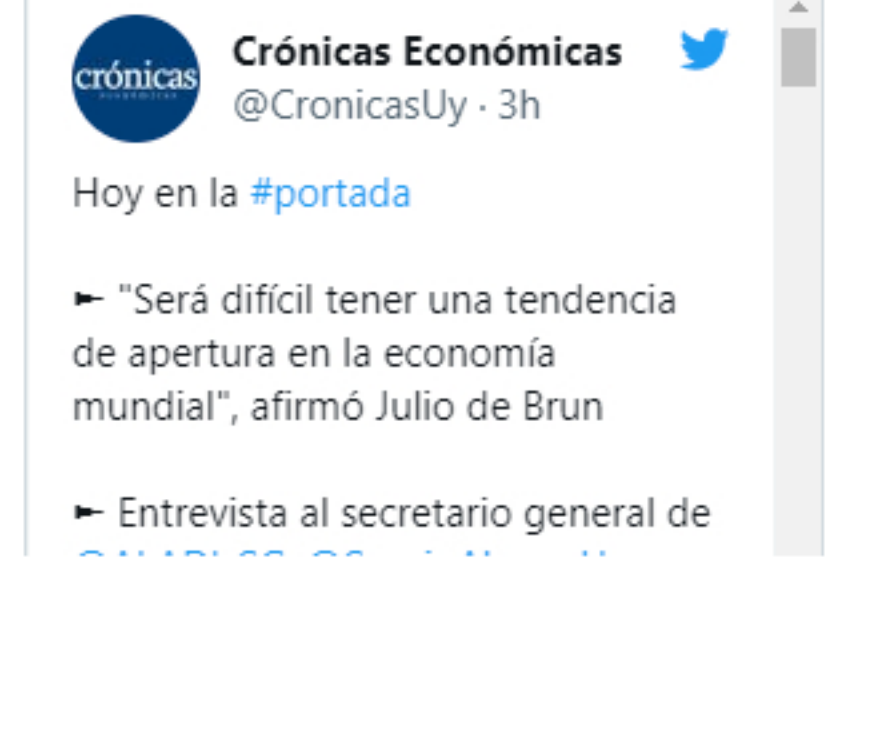 crónicas
Crónicas Económicas
@CronicasUy · 3h
Hoy en la #portada
► "Será difícil tener una tendencia
de apertura en la economía
mundial", afirmó Julio de Brun
► Entrevista al secretario general de